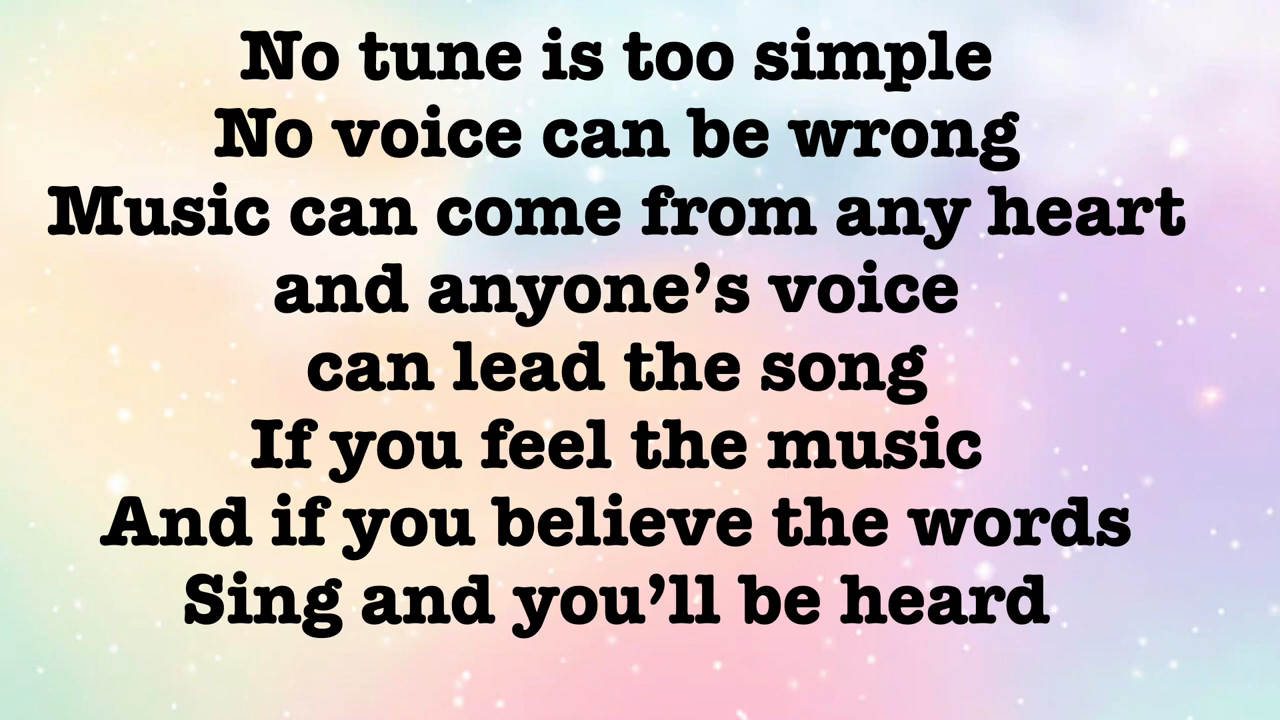 No tune is too simple
No voice can be wrong
Music can come from any heart
and anyone’s voice
can lead the song
If you feel the music
And if you believe the words
Sing and you’ll be heard